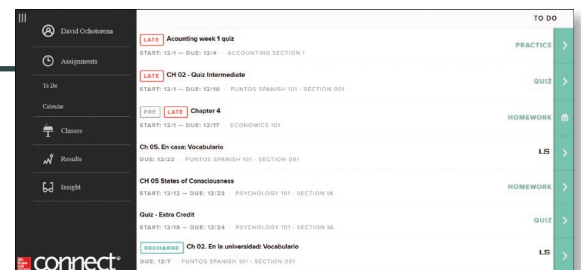 TO DO
David Ochotorena
Assignments
To Do
Calendar
Classes
Results
Insight
Mc Graw Hill Education connect®
LATE Acounting week 1 quiz
START: 12/1 — DUE: 12/4 · ACCOUNTING SECTION 1
PRACTICE
LATE CH 02 - Quiz Intermediate
START: 12/1 — DUE: 12/10 · PUNTOS SPANISH 101 - SECTION 001
QUIZ
PRE LATE Chapter 4
START: 12/1 — DUE: 12/17 · ECONOMICS 101
HOMEWORK
Ch 05. En casa: Vocabulario
DUE: 12/22 · PUNTOS SPANISH 101 - SECTION 001
LS
CH 05 States of Consciousness
START: 12/12 — DUE: 12/23 · PSYCHOLOGY 101 - SECTION 1A
HOMEWORK
Quiz - Extra Credit
START: 12/18 — DUE: 12/24 · PSYCHOLOGY 101 - SECTION 1A
QUIZ
RECHARGE Ch 02. En la universidad: Vocabulario
DUE: 12/7 · PUNTOS SPANISH 101 - SECTION 001
LS